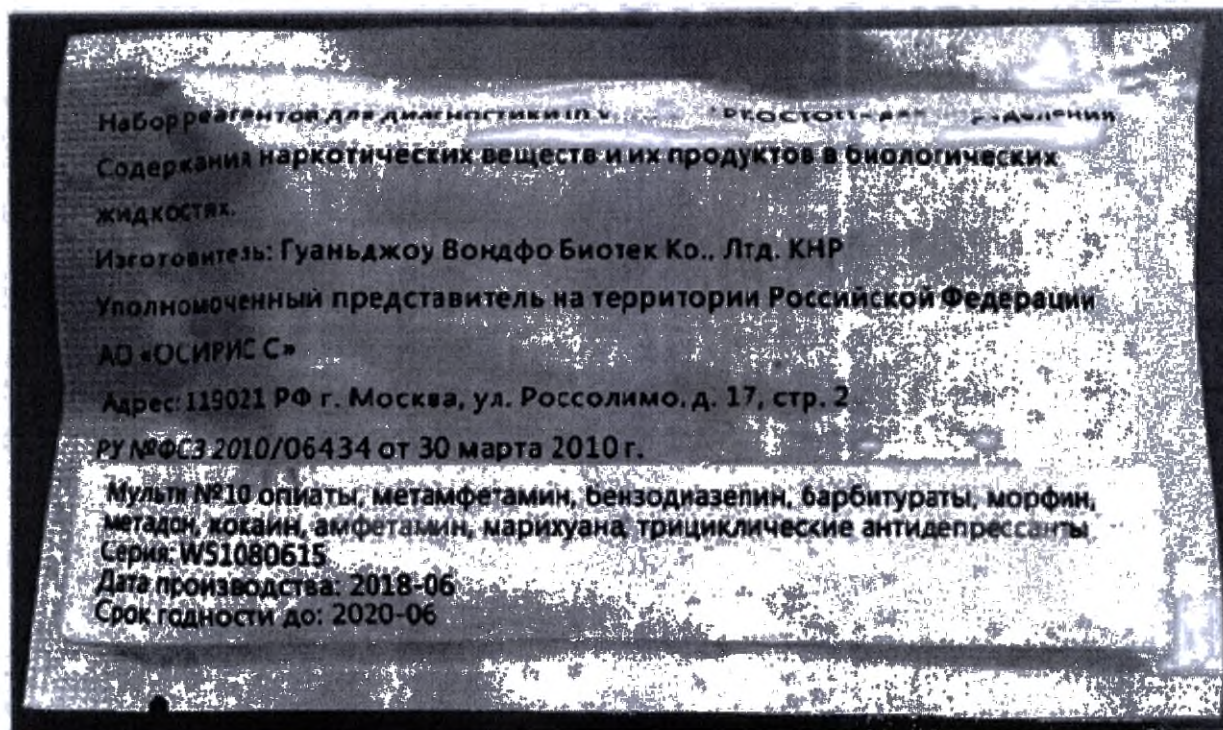 Набор реагентов для диагностики in
Содержания наркотических веществ и их продуктов в биологических
жидкостях.
Изготовитель: Гуаньджоу Вондфо Биотек Ко., Лтд. КНР
Уполномоченный представитель на территории Российской Федерации
АО «ОСИРИС С»
Адрес: 119021 РФ г. Москва, ул. Россолимо, д. 17, стр. 2
РУ №ФСЗ 2010/06434 от 30 марта 2010 г.
Мульти №10 опиаты, метамфетамин, бензодиазепин, барбитураты, морфин,
метадон, кокаин, амфетамин, марихуана, трициклические антидепрессанты
Серия: WS1080615
Дата производства: 2018-06
Срок годности до: 2020-06